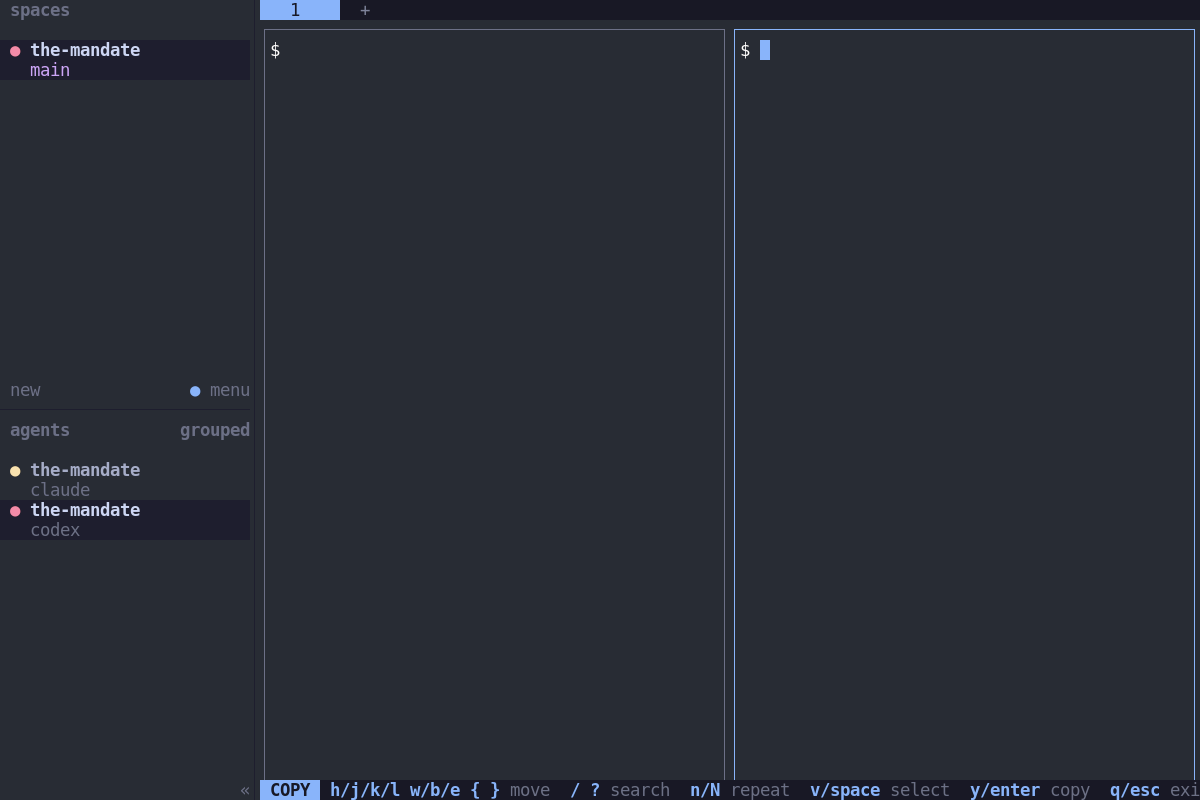 spaces
1 +
● the-mandate
main
$
$
new ● menu
agents grouped
● the-mandate
claude
● the-mandate
codex
«
COPY h/j/k/l w/b/e { } move / ? search n/N repeat v/space select y/enter copy q/esc exi